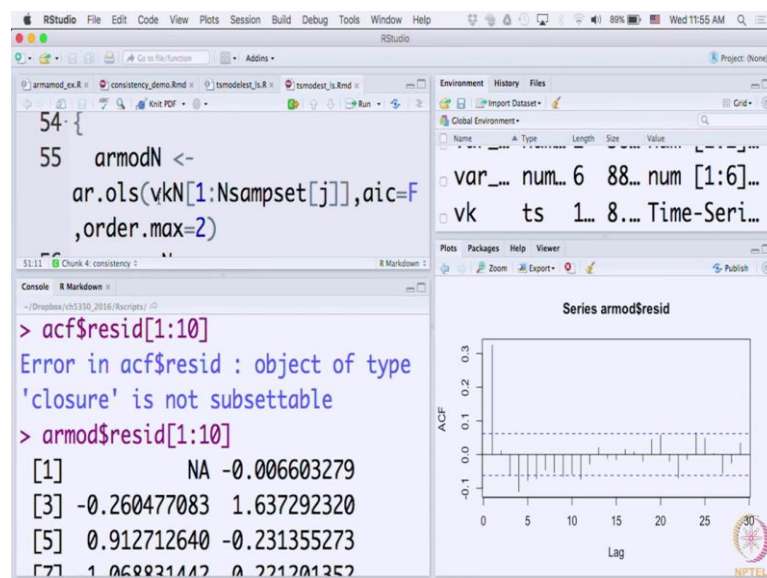 RStudio File Edit Code View Plots Session Build Debug Tools Window Help 89% Wed 11:55 AM
RStudio
Go to file/function Addins Project: (None)
armamod_ex.R consistency_demo.Rmd tsmodelest_ls.R tsmodest_ls.Rmd
Knit PDF Run
54 {
55 armodN <-
ar.ols(vkN[1:Nsampset[j]],aic=F
,order.max=2)
51:11 Chunk 4: consistency R Markdown
Console R Markdown
~/Dropbox/ch5350_2016/Rscripts/
> acf$resid[1:10]
Error in acf$resid : object of type
'closure' is not subsettable
> armod$resid[1:10]
[1] NA -0.006603279
[3] -0.260477083 1.637292320
[5] 0.912712640 -0.231355273
[7] 1.068831442 0.221201352
Environment History Files
Import Dataset Grid
Global Environment
Name Type Length Size Value
var_… num… 6 88… num [1:6]…
vk ts 1… 8.… Time-Seri…
Plots Packages Help Viewer
Zoom Export Publish
Series armod$resid
ACF
0.3
0.2
0.1
0.0
-0.1
0 5 10 15 20 25 30
Lag
NPTEL